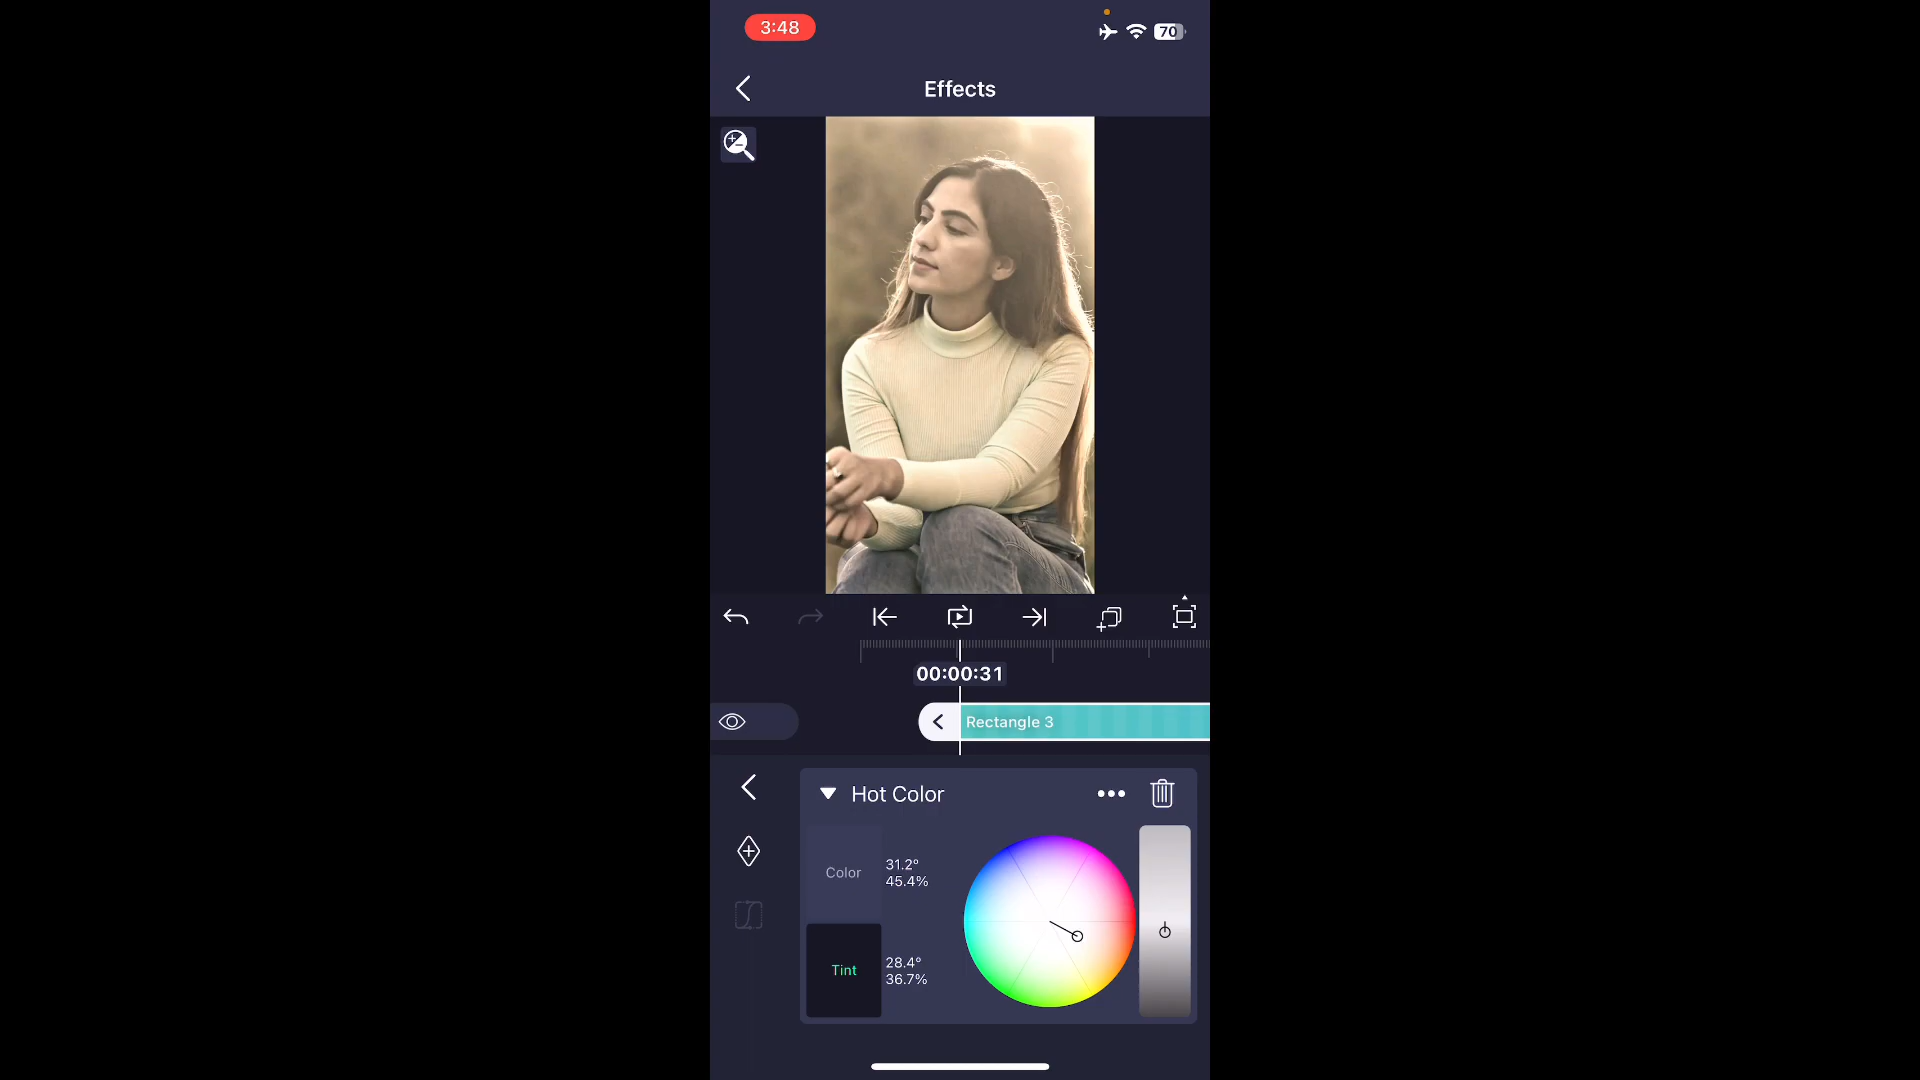 3:48
70
Effects
00:00:31
Rectangle 3
Hot Color
Color
31.2°
45.4%
Tint
28.4°
36.7%